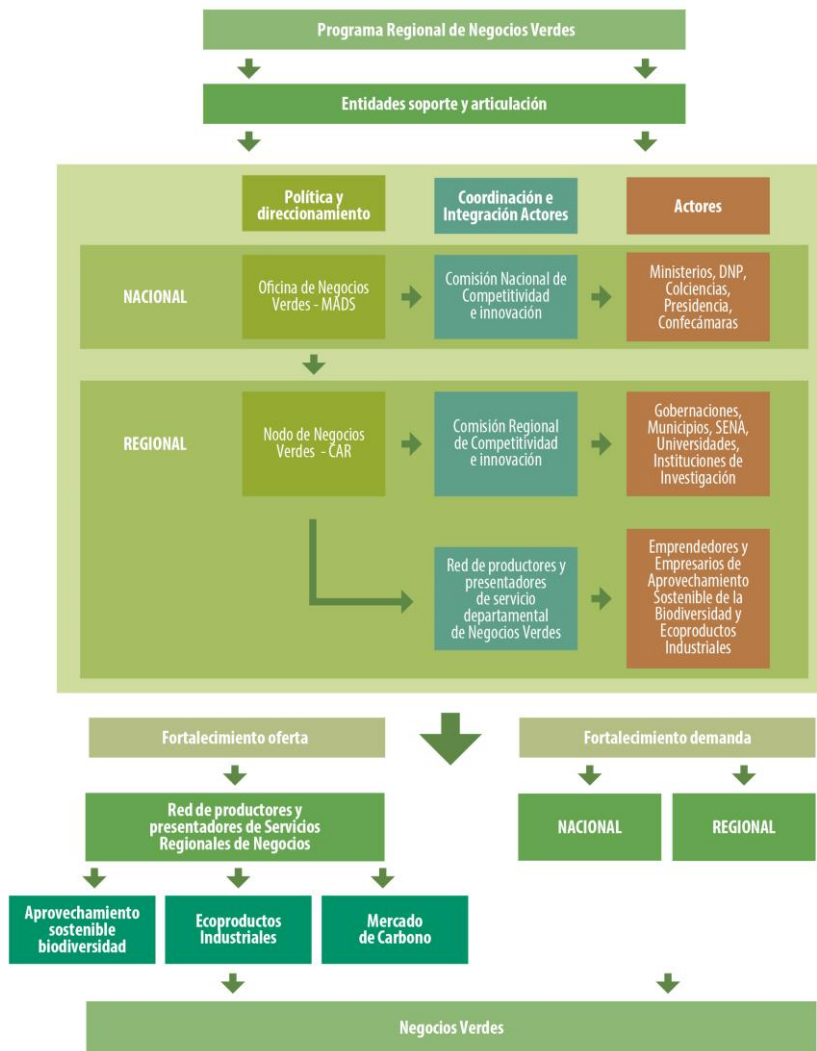 Programa Regional de Negocios Verdes
Entidades soporte y articulación
Política y
direccionamiento
Coordinación e
Integración Actores
Actores
NACIONAL
Oficina de Negocios
Verdes - MADS
Comisión Nacional de
Competitividad
e innovación
Ministerios, DNP,
Colciencias,
Presidencia,
Confecámaras
REGIONAL
Nodo de Negocios
Verdes - CAR
Comisión Regional
de Competitividad
e innovación
Gobernaciones,
Municipios, SENA,
Universidades,
Instituciones de
Investigación
Red de productores y
presentadores
de servicio
departamental
de Negocios Verdes
Emprendedores y
Empresarios de
Aprovechamiento
Sostenible de la
Biodiversidad y
Ecoproductos
Industriales
Fortalecimiento oferta
Fortalecimiento demanda
Red de productores y
presentadores de Servicios
Regionales de Negocios
NACIONAL
REGIONAL
Aprovechamiento
sostenible
biodiversidad
Ecoproductos
Industriales
Mercado
de Carbono
Negocios Verdes